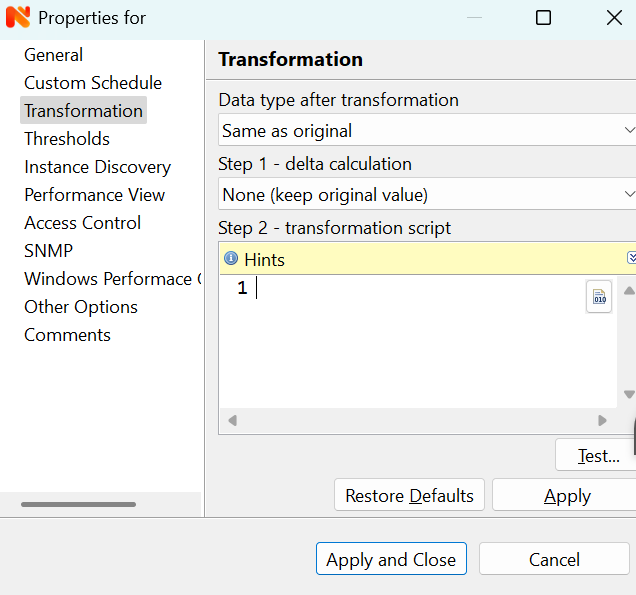 Properties for
General
Custom Schedule
Transformation
Thresholds
Instance Discovery
Performance View
Access Control
SNMP
Windows Performace
Other Options
Comments
Transformation
Data type after transformation
Same as original
Step 1 - delta calculation
None (keep original value)
Step 2 - transformation script
Hints
1
010
Test...
Restore Defaults
Apply
Apply and Close
Cancel